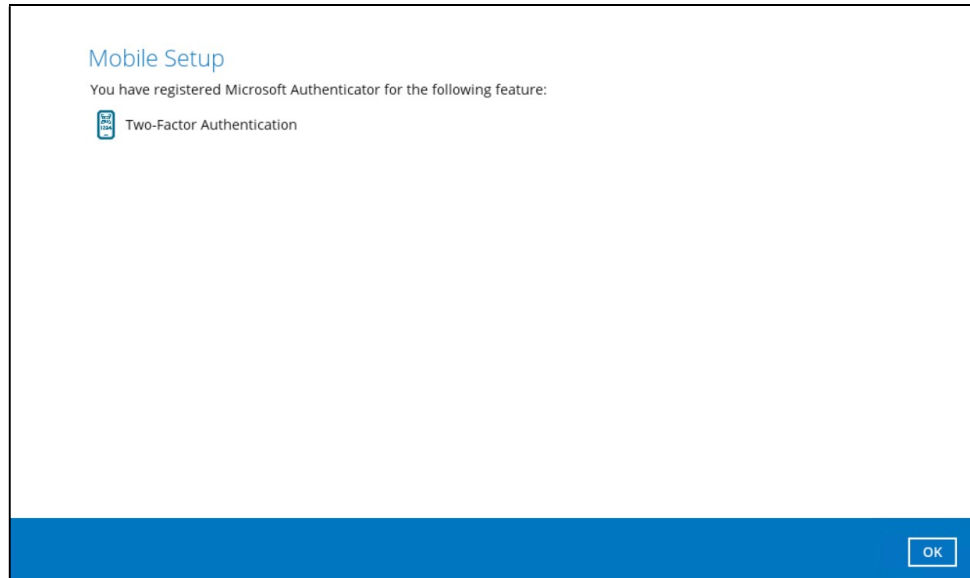 Mobile Setup
You have registered Microsoft Authenticator for the following feature:
Two-Factor Authentication
OK